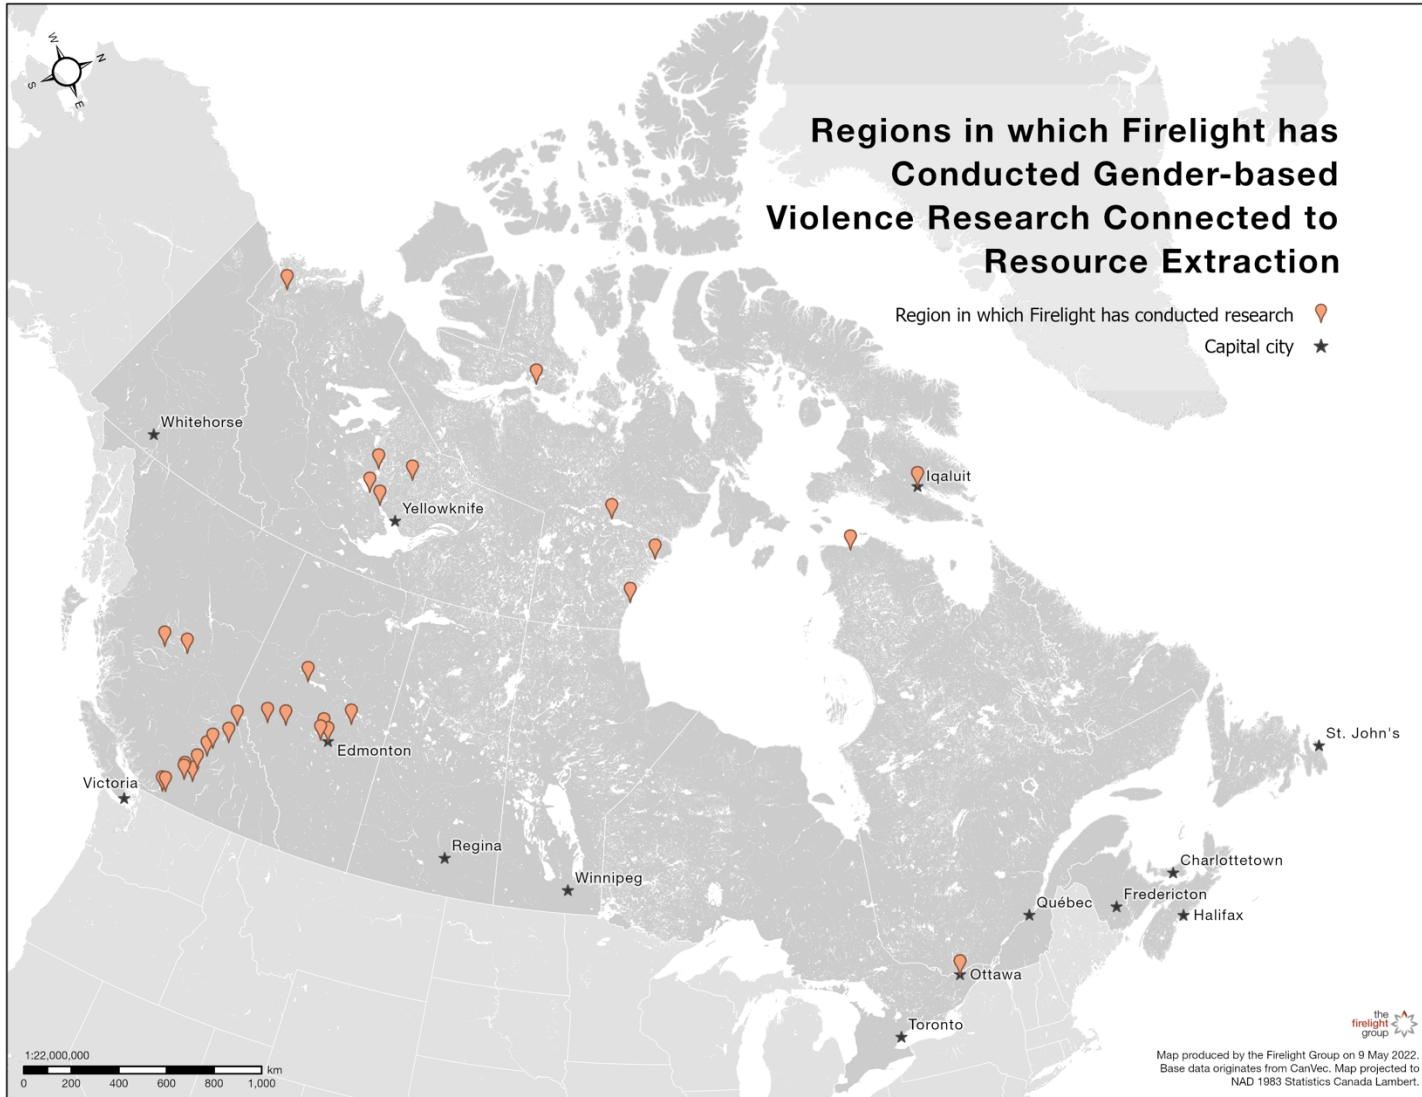 W
N
S
E
Regions in which Firelight has
Conducted Gender-based
Violence Research Connected to
Resource Extraction
Region in which Firelight has conducted research
Capital city
Whitehorse
Iqaluit
Yellowknife
St. John's
Edmonton
Victoria
Regina
Charlottetown
Winnipeg
Fredericton
Québec
Halifax
Ottawa
Toronto
the
firelight
group
1:22,000,000
km
0 200 400 600 800 1,000
Map produced by the Firelight Group on 9 May 2022.
Base data originates from CanVec. Map projected to
NAD 1983 Statistics Canada Lambert.